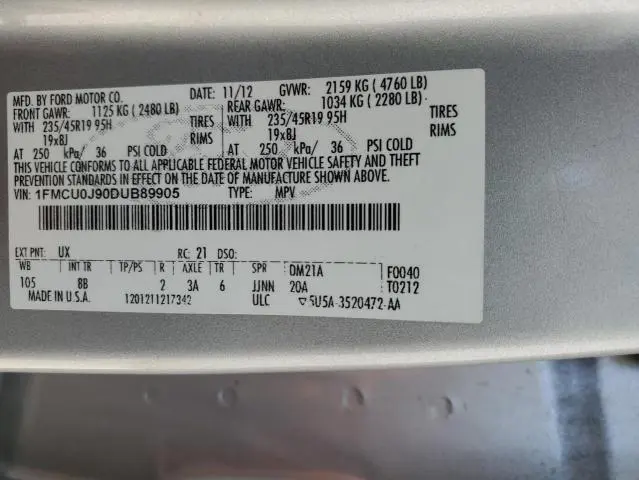 MFD. BY FORD MOTOR CO. DATE: 11/12 GVWR: 2159 KG ( 4760 LB)
FRONT GAWR: 1125 KG ( 2480 LB) REAR GAWR: 1034 KG ( 2280 LB)
WITH 235/45R19 95H TIRES WITH 235/45R19 95H TIRES
19x8J RIMS 19x8J RIMS
AT 250 kPa/ 36 PSI COLD AT 250 kPa/ 36 PSI COLD
THIS VEHICLE CONFORMS TO ALL APPLICABLE FEDERAL MOTOR VEHICLE SAFETY AND THEFT
PREVENTION STANDARDS IN EFFECT ON THE DATE OF MANUFACTURE SHOWN ABOVE.
VIN: 1FMCU0J90DUB89905 TYPE: MPV
EXT PNT: UX RC: 21 DSO:
WB INT TR TP/PS R AXLE TR SPR DM21A F0040
105 8B 2 3A 6 JJNN 20A T0212
MADE IN U.S.A. 1201211217342 ULC ▽5U5A-3520472-AA